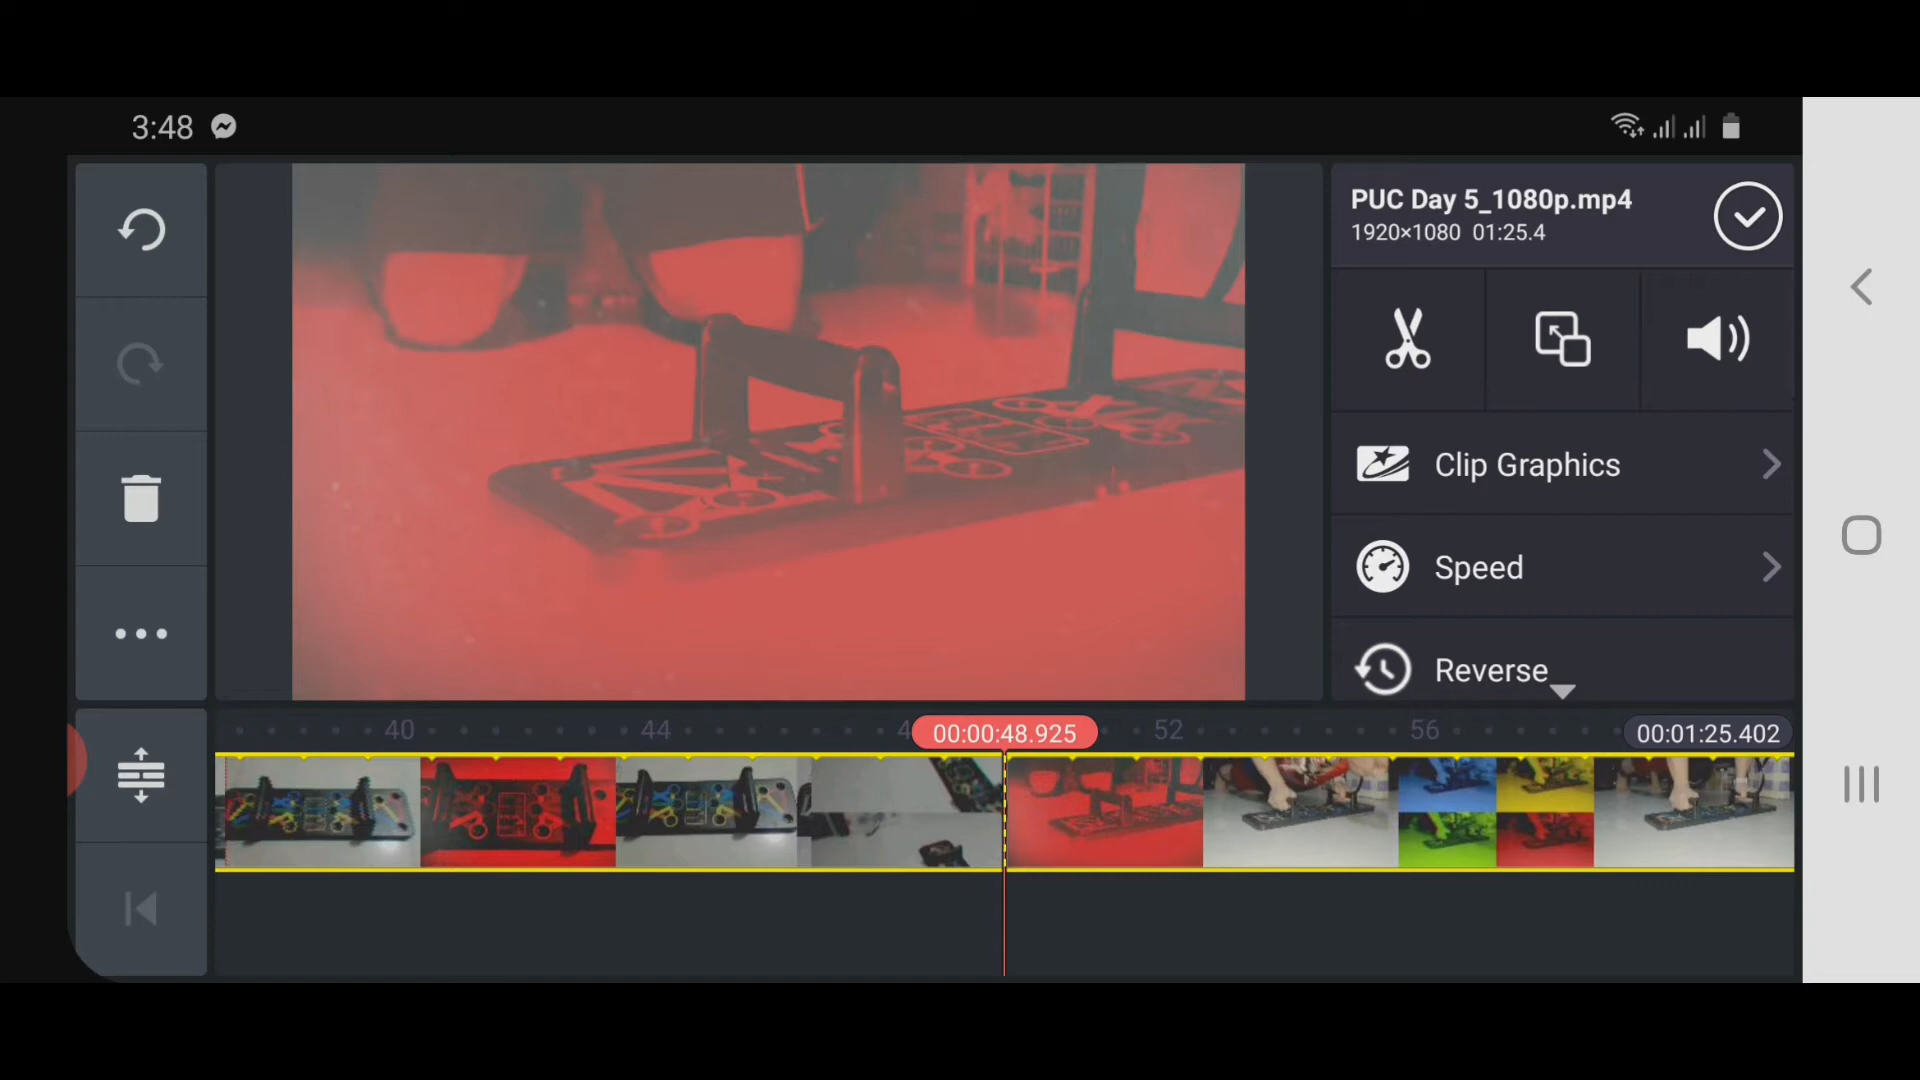 3:48
PUC Day 5_1080p.mp4
1920×1080 01:25.4
Clip Graphics
Speed
Reverse
40
44
4
00:00:48.925
52
56
00:01:25.402